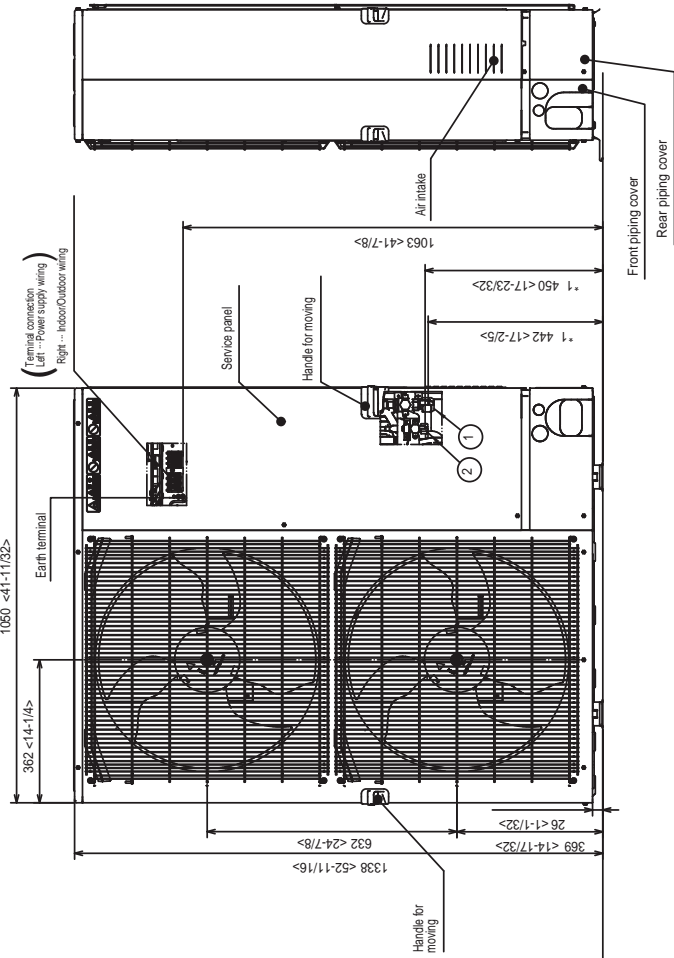 Air intake
Front piping cover
Rear piping cover
1063 <41-7/8>
*1 450 <17-23/32>
*1 442 <17-2/5>
Terminal connection
Left ··· Power supply wiring
Right ··· Indoor/Outdoor wiring
Service panel
Handle for moving
1
2
Earth terminal
1050 <41-11/32>
362 <14-1/4>
632 <24-7/8>
26 <1-1/32>
369 <14-17/32>
1338 <52-11/16>
Handle for
moving